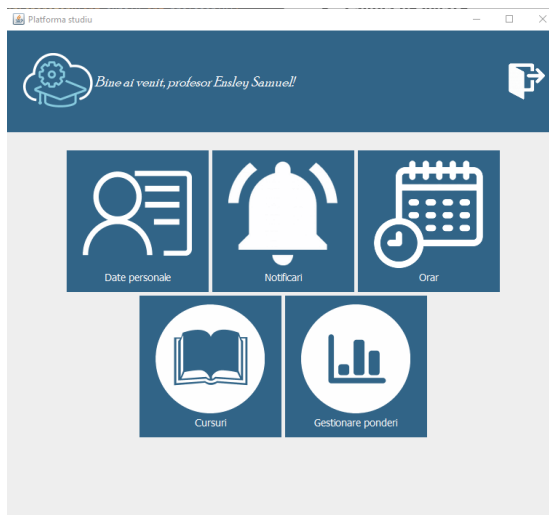 Platforma studiu
Bine ai venit, profesor Ensley Samuel!
Date personale
Notificari
Orar
Cursuri
Gestionare ponderi